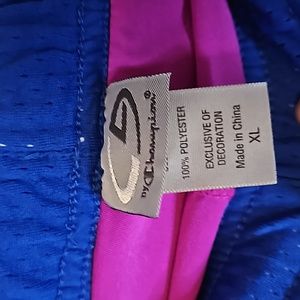 by Champion®
100% POLYESTER
EXCLUSIVE OF
DECORATION
Made in China
XL